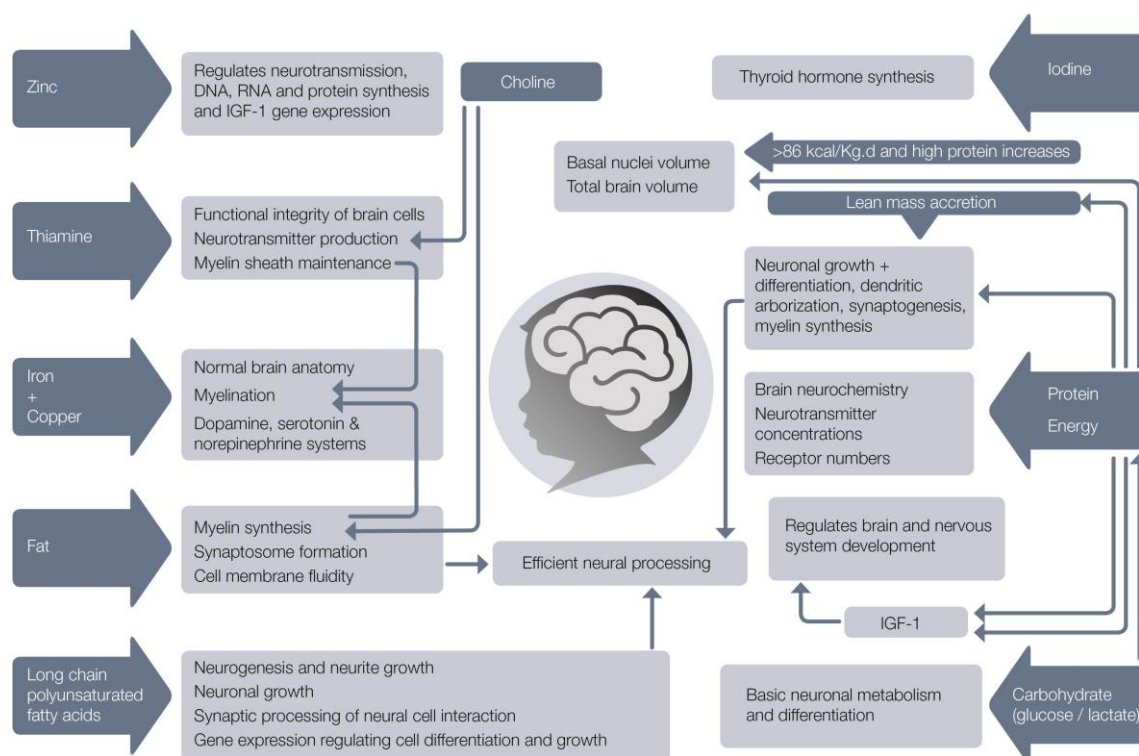 Zinc
Regulates neurotransmission,
DNA, RNA and protein synthesis
and IGF-1 gene expression
Choline
Thyroid hormone synthesis
Iodine
Basal nuclei volume
Total brain volume
>86 kcal/Kg.d and high protein increases
Lean mass accretion
Thiamine
Functional integrity of brain cells
Neurotransmitter production
Myelin sheath maintenance
Neuronal growth +
differentiation, dendritic
arborization, synaptogenesis,
myelin synthesis
Iron
+
Copper
Normal brain anatomy
Myelination
Dopamine, serotonin &
norepinephrine systems
Brain neurochemistry
Neurotransmitter
concentrations
Receptor numbers
Protein
Energy
Fat
Myelin synthesis
Synaptosome formation
Cell membrane fluidity
Efficient neural processing
Regulates brain and nervous
system development
IGF-1
Long chain
polyunsaturated
fatty acids
Neurogenesis and neurite growth
Neuronal growth
Synaptic processing of neural cell interaction
Gene expression regulating cell differentiation and growth
Basic neuronal metabolism
and differentiation
Carbohydrate
(glucose / lactate)